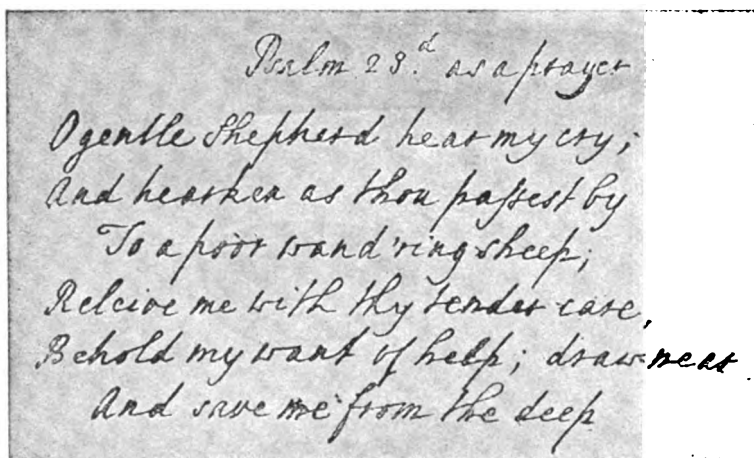 Psalm 23.d as a prayer
O gentle Shepherd hear my cry;
And hearken as thou passest by
To a poor wand'ring sheep;
Releive me with thy tender care,
Behold my want of help; draw near
And save me from the deep